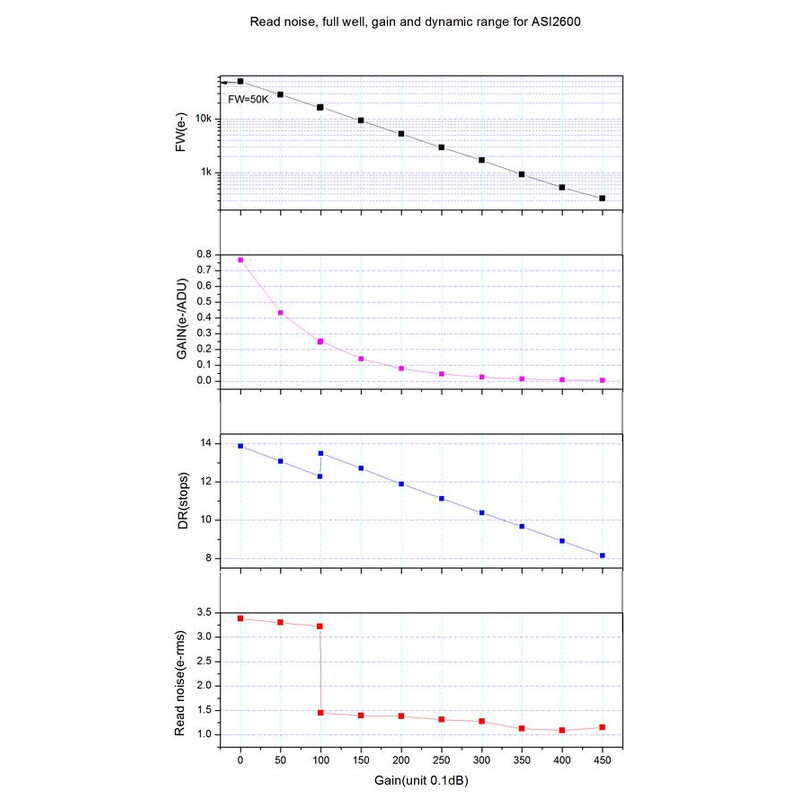 Read noise, full well, gain and dynamic range for ASI2600
FW(e-)
10k
1k
FW=50K
GAIN(e-/ADU)
0.8
0.7
0.6
0.5
0.4
0.3
0.2
0.1
0.0
DR(stops)
14
12
10
8
Read noise(e-rms)
3.5
3.0
2.5
2.0
1.5
1.0
0 50 100 150 200 250 300 350 400 450
Gain(unit 0.1dB)